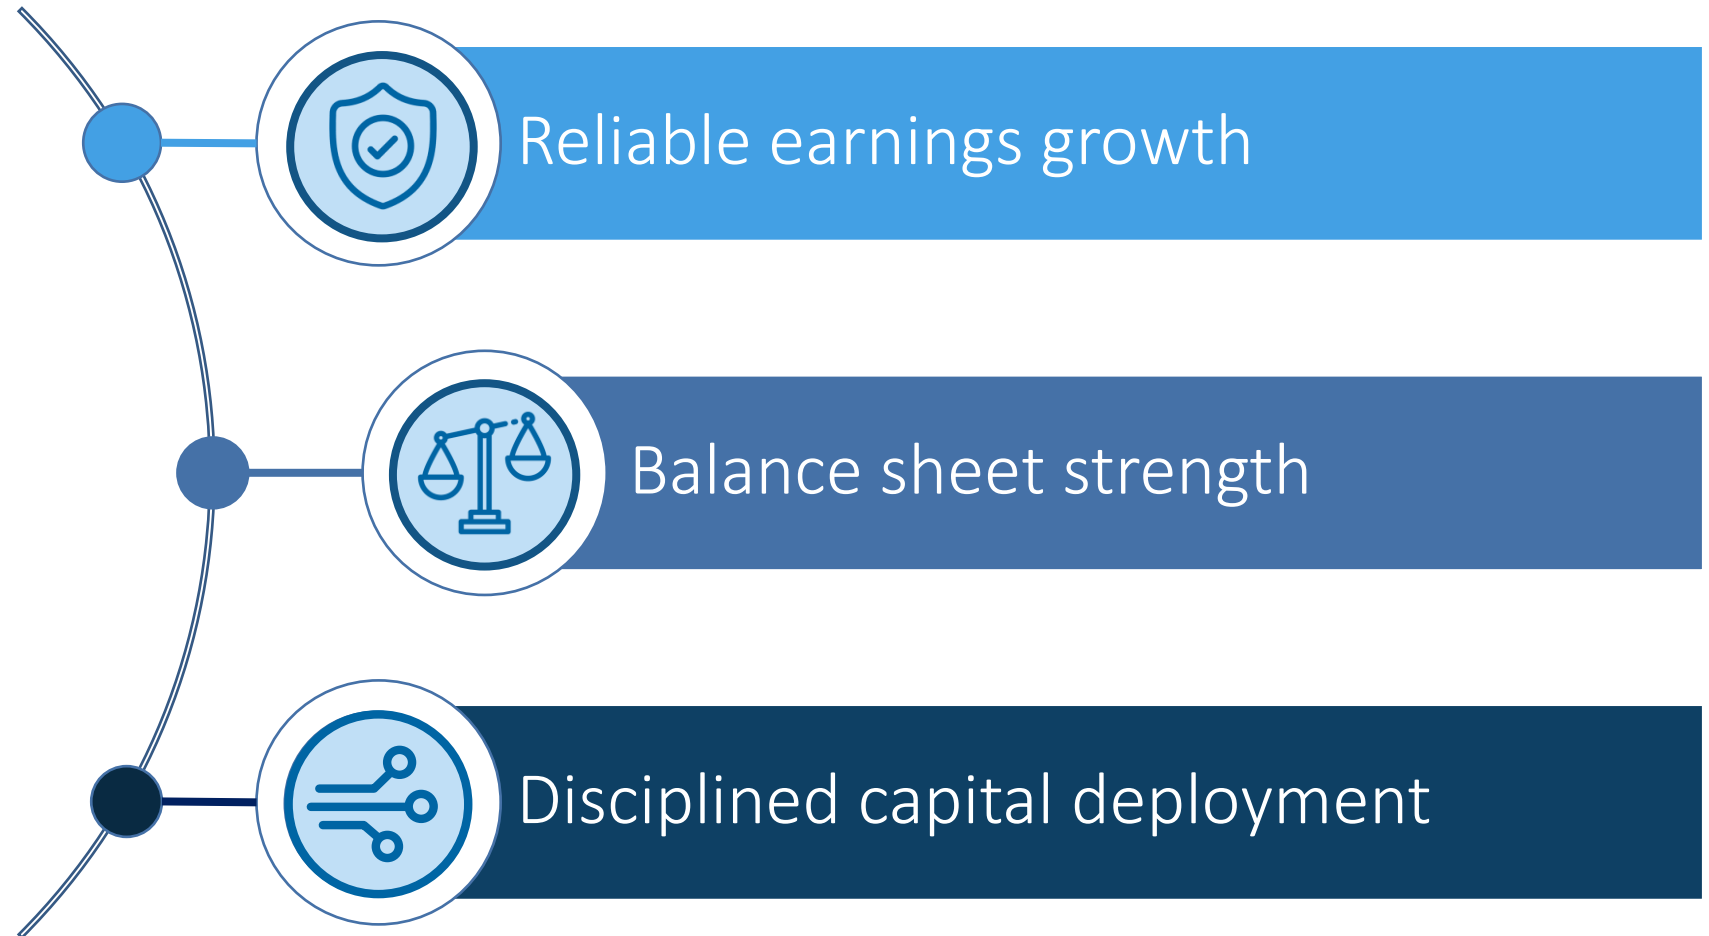 Reliable earnings growth
Balance sheet strength
Disciplined capital deployment